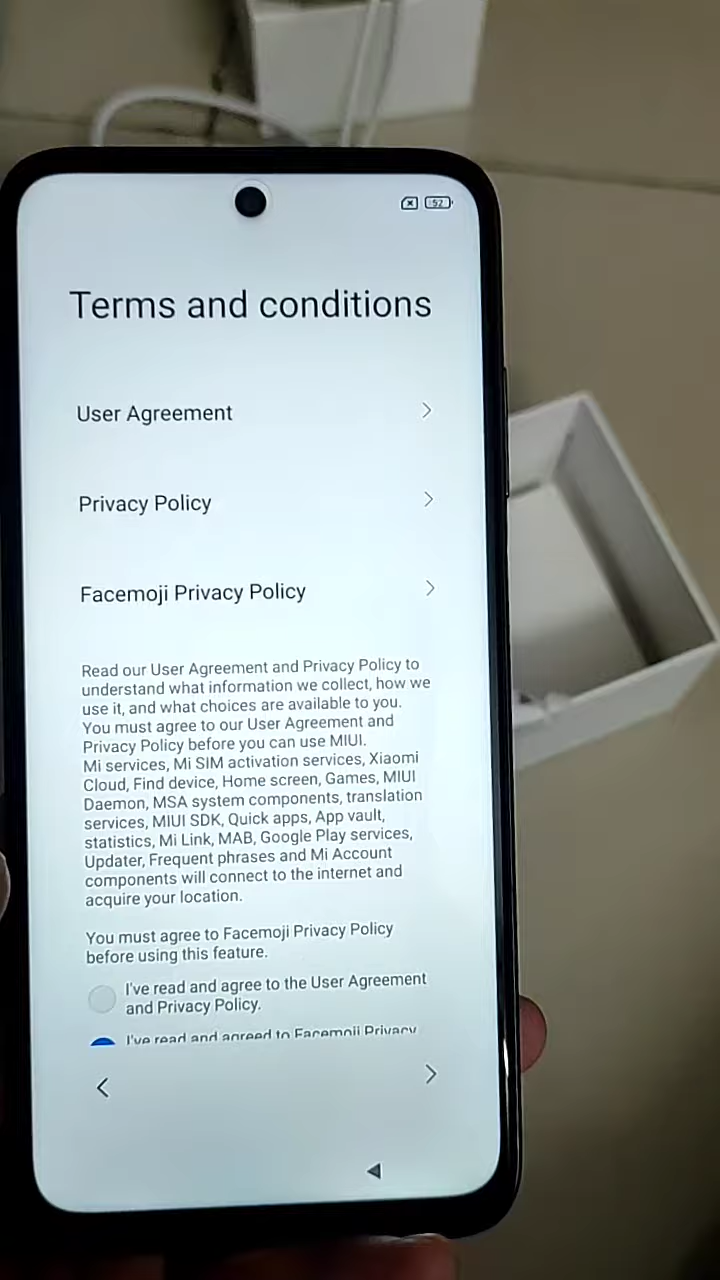 52
Terms and conditions
User Agreement
Privacy Policy
Facemoji Privacy Policy
Read our User Agreement and Privacy Policy to
understand what information we collect, how we
use it, and what choices are available to you.
You must agree to our User Agreement and
Privacy Policy before you can use MIUI.
Mi services, Mi SIM activation services, Xiaomi
Cloud, Find device, Home screen, Games, MIUI
Daemon, MSA system components, translation
services, MIUI SDK, Quick apps, App vault,
statistics, Mi Link, MAB, Google Play services,
Updater, Frequent phrases and Mi Account
components will connect to the internet and
acquire your location.
You must agree to Facemoji Privacy Policy
before using this feature.
I've read and agree to the User Agreement
and Privacy Policy.
I've read and agreed to Facemoji Privacy